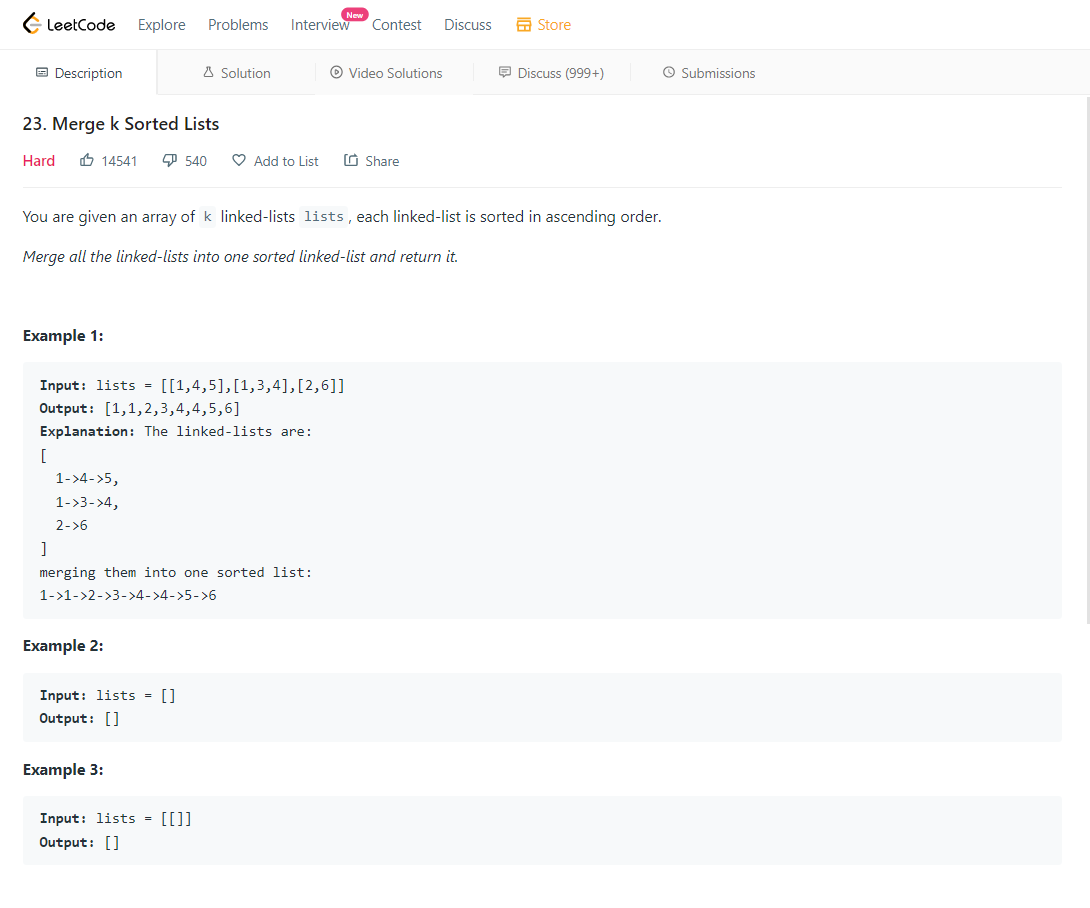 LeetCode Explore Problems Interview New Contest Discuss Store
Description Solution Video Solutions Discuss (999+) Submissions
23. Merge k Sorted Lists
Hard 14541 540 Add to List Share
You are given an array of k linked-lists lists, each linked-list is sorted in ascending order.
Merge all the linked-lists into one sorted linked-list and return it.
Example 1:
Input: lists = [[1,4,5],[1,3,4],[2,6]]
Output: [1,1,2,3,4,4,5,6]
Explanation: The linked-lists are:
[
  1->4->5,
  1->3->4,
  2->6
]
merging them into one sorted list:
1->1->2->3->4->4->5->6
Example 2:
Input: lists = []
Output: []
Example 3:
Input: lists = [[]]
Output: []